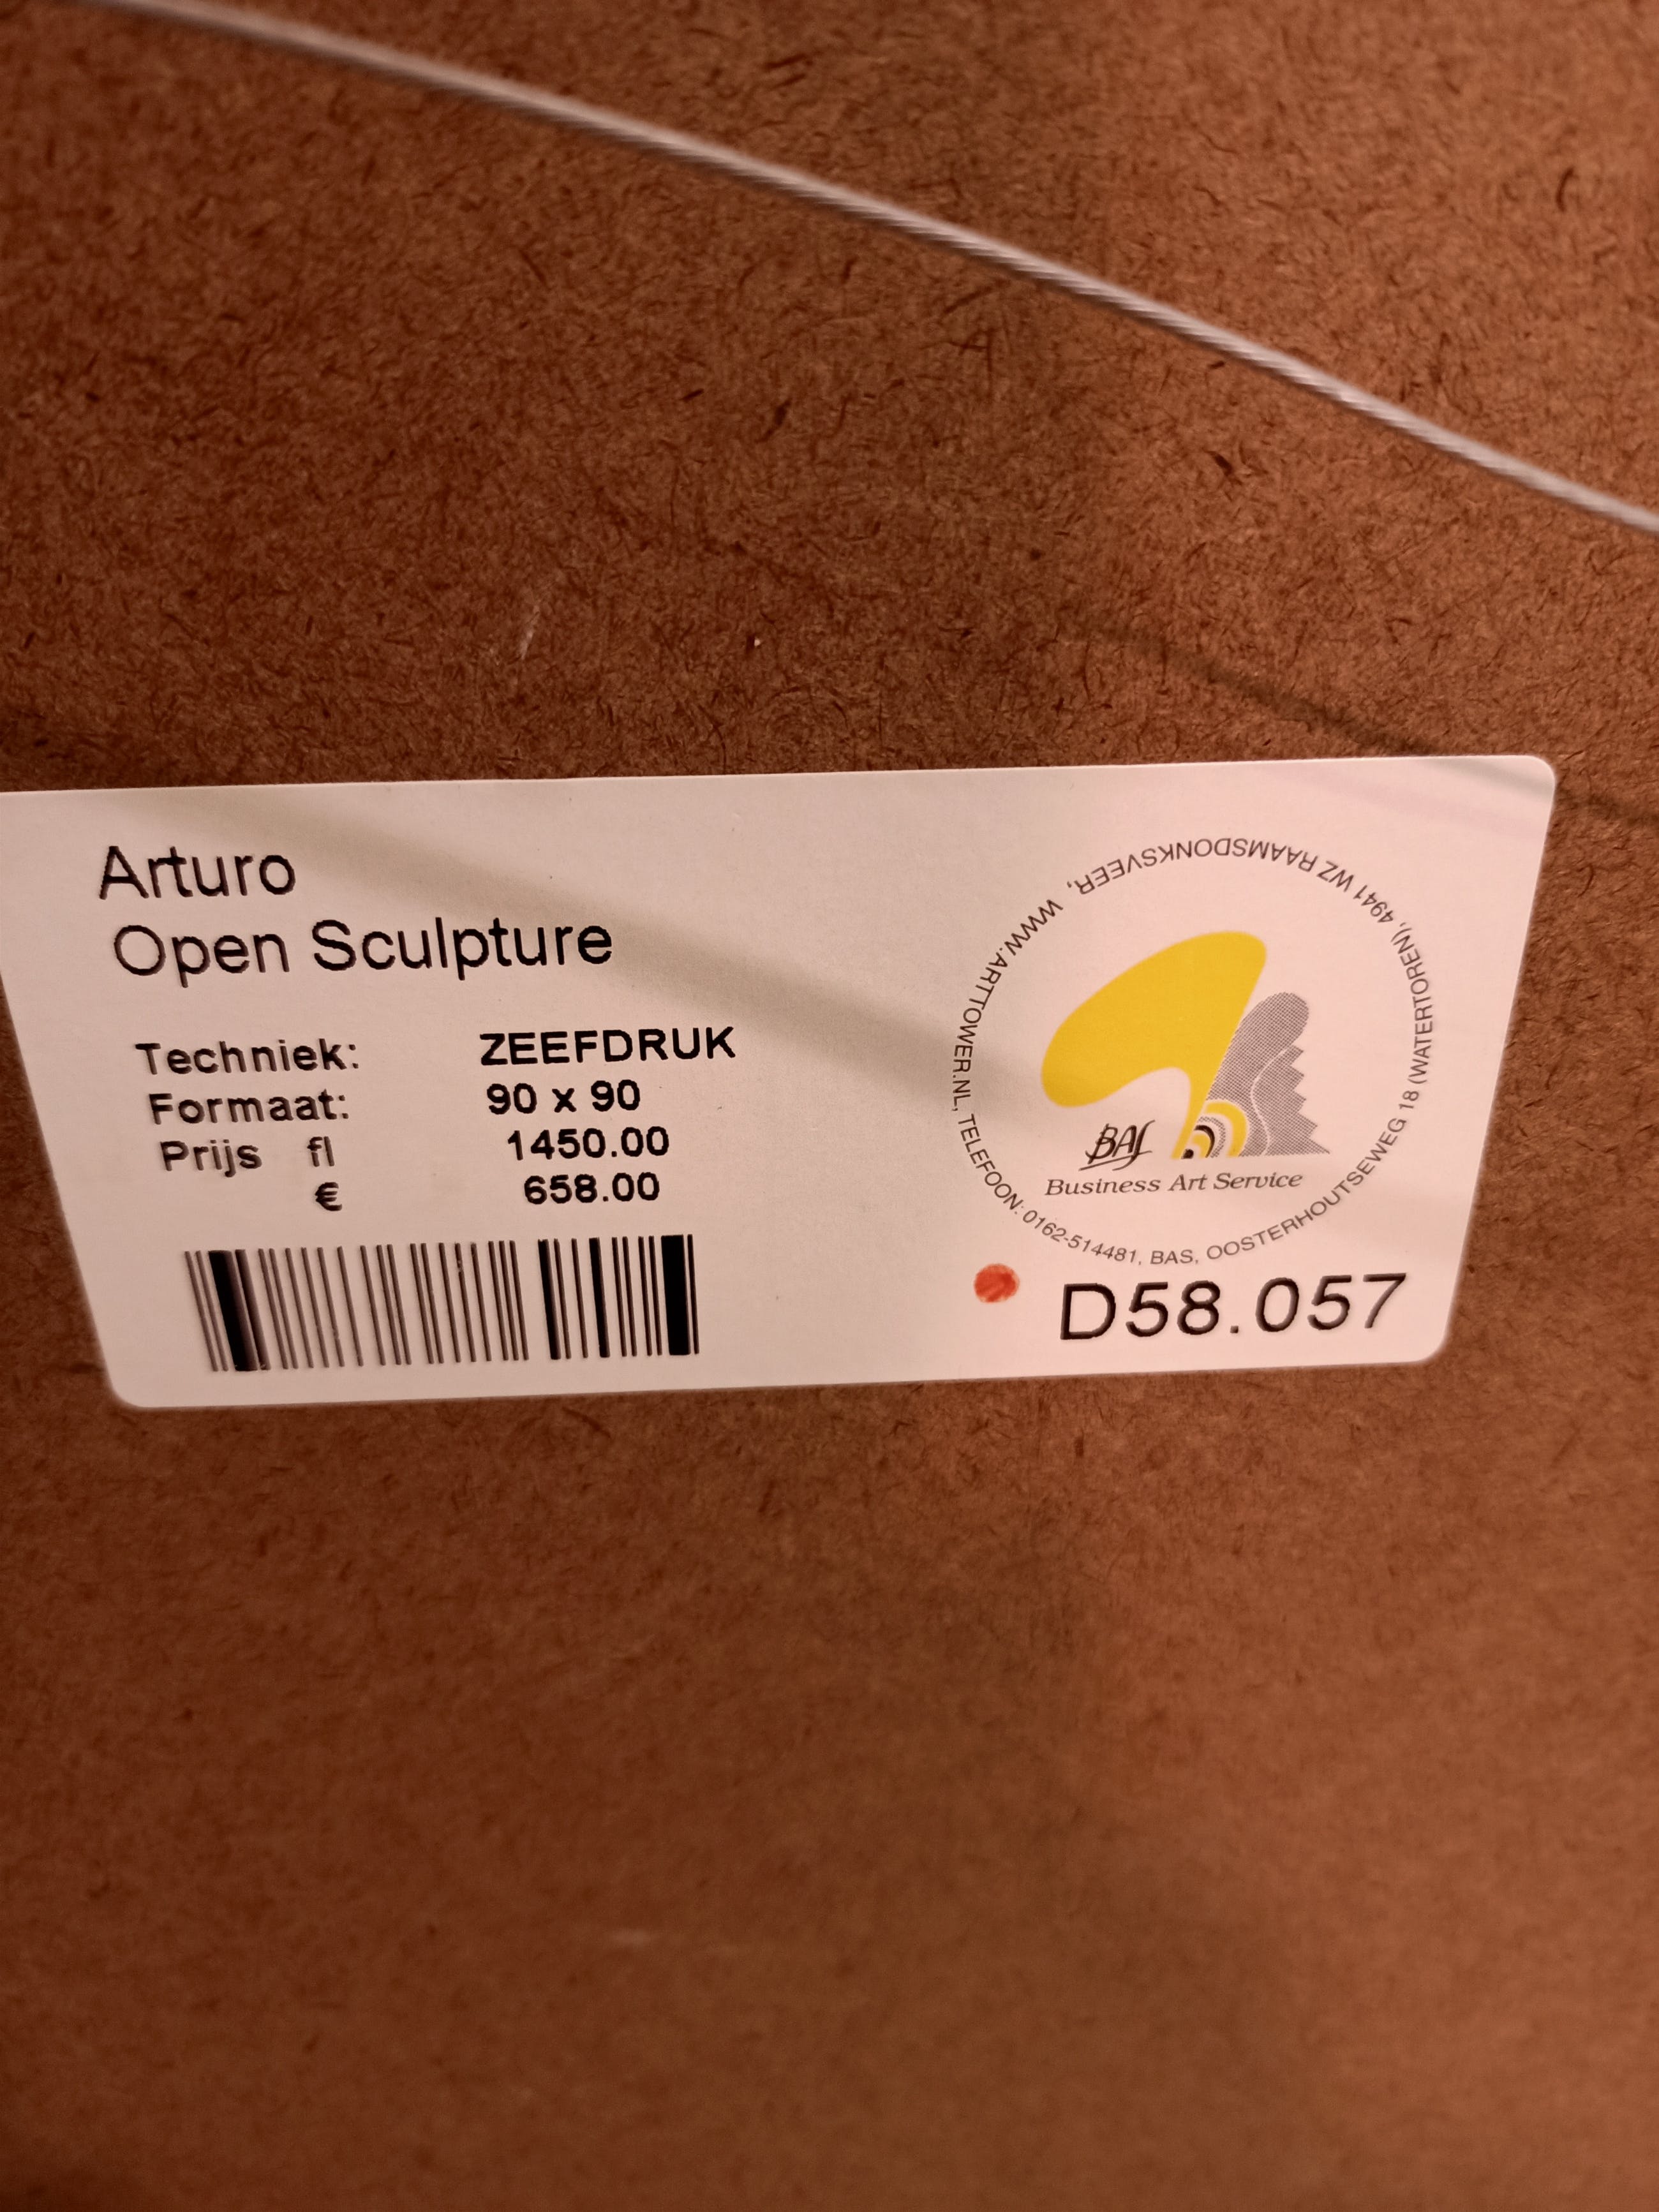 Arturo
Open Sculpture
Techniek: ZEEFDRUK
Formaat: 90 x 90
Prijs fl 1450.00
€ 658.00
WWW.ARTTOWER.NL, TELEFOON: 0162-514481, BAS, OOSTERHOUTSEWEG 18 (WATERTOREN), 4941 WZ RAAMSDONKSVEER,
BAS
Business Art Service
D58.057